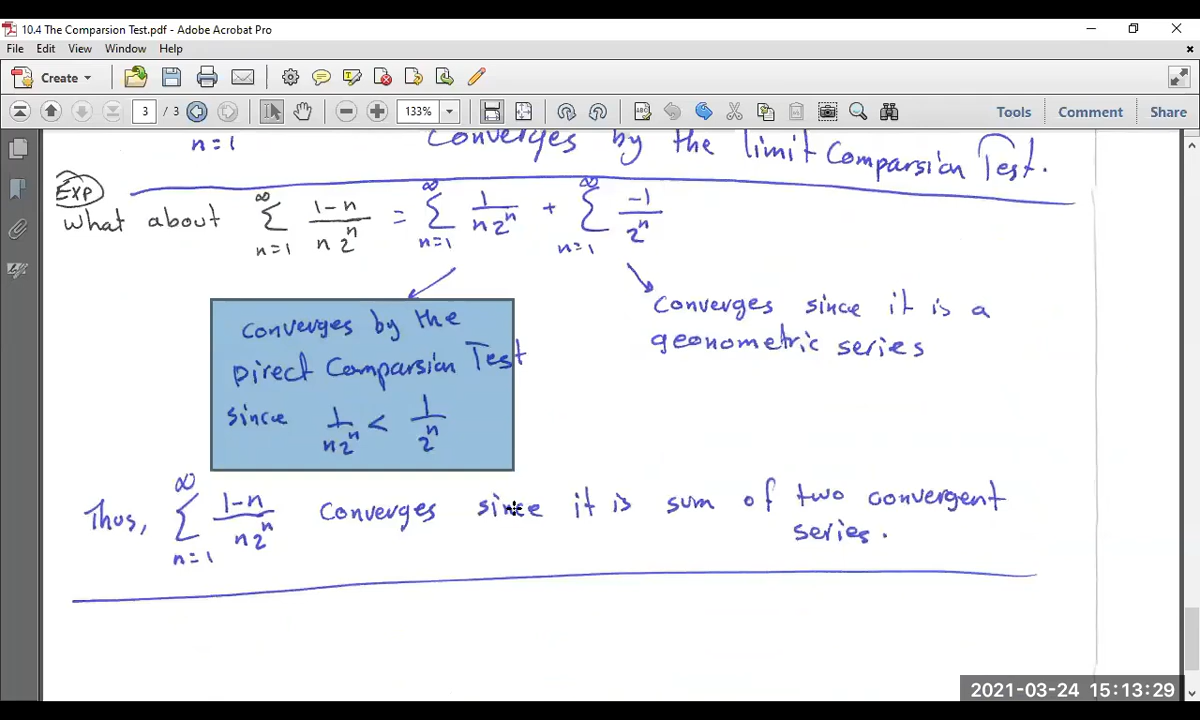 10.4 The Comparsion Test.pdf - Adobe Acrobat Pro
File Edit View Window Help
Create
3 / 3 133% Tools Comment Share
n=1 Converges by the limit Comparsion Test.
Exp
What about ∞ Σ n=1 1-n / n 2^n = ∞ Σ n=1 1 / n 2^n + ∞ Σ n=1 -1 / 2^n
Converges by the
Direct Comparsion Test
since 1 / n 2^n < 1 / 2^n
Converges since it is a
geonometric series
Thus, ∞ Σ n=1 1-n / n 2^n Converges since it is sum of two convergent
series.
2021-03-24 15:13:29